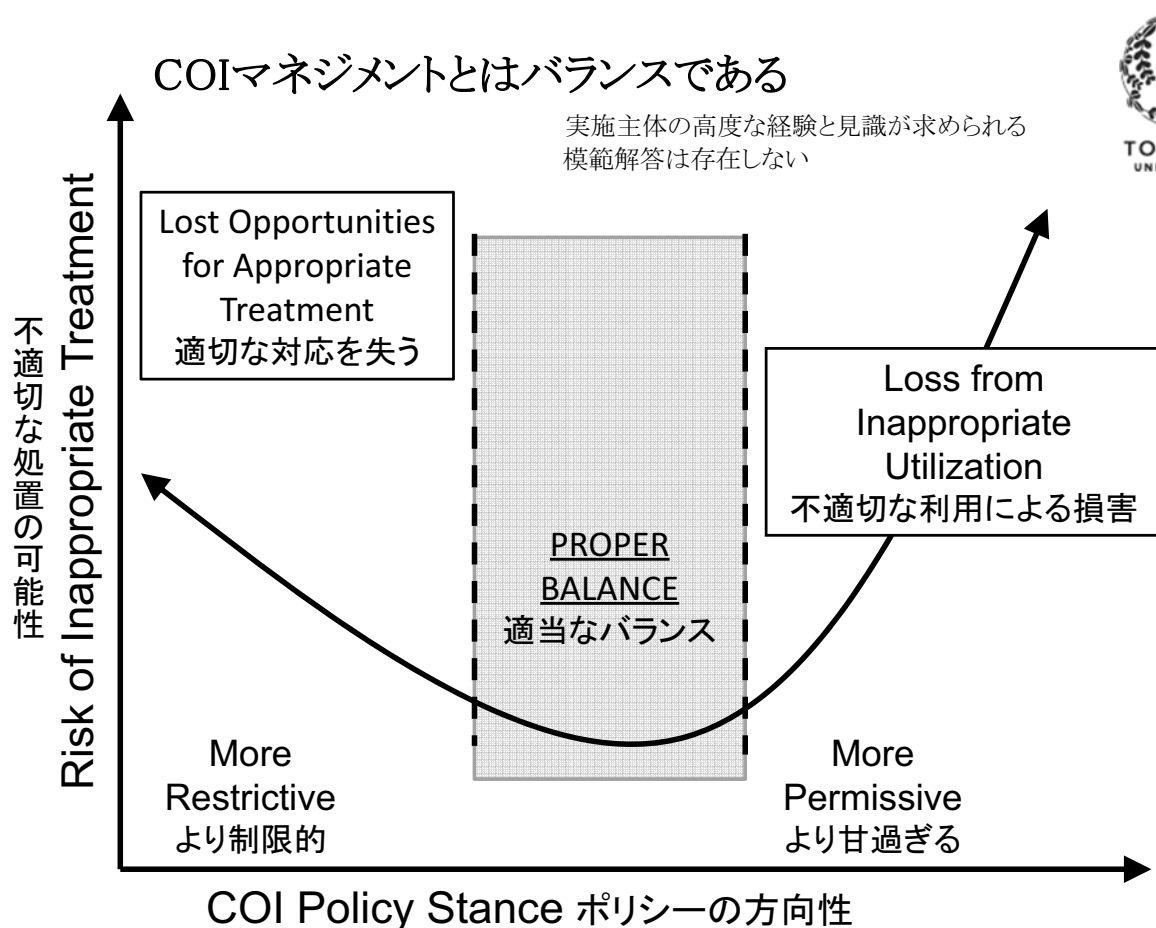 COIマネジメントとはバランスである
実施主体の高度な経験と見識が求められる
模範解答は存在しない
TO
UNI
Lost Opportunities
for Appropriate
Treatment
適切な対応を失う
Loss from
Inappropriate
Utilization
不適切な利用による損害
PROPER
BALANCE
適当なバランス
不適切な処置の可能性
Risk of Inappropriate Treatment
More
Restrictive
より制限的
More
Permissive
より甘過ぎる
COI Policy Stance ポリシーの方向性